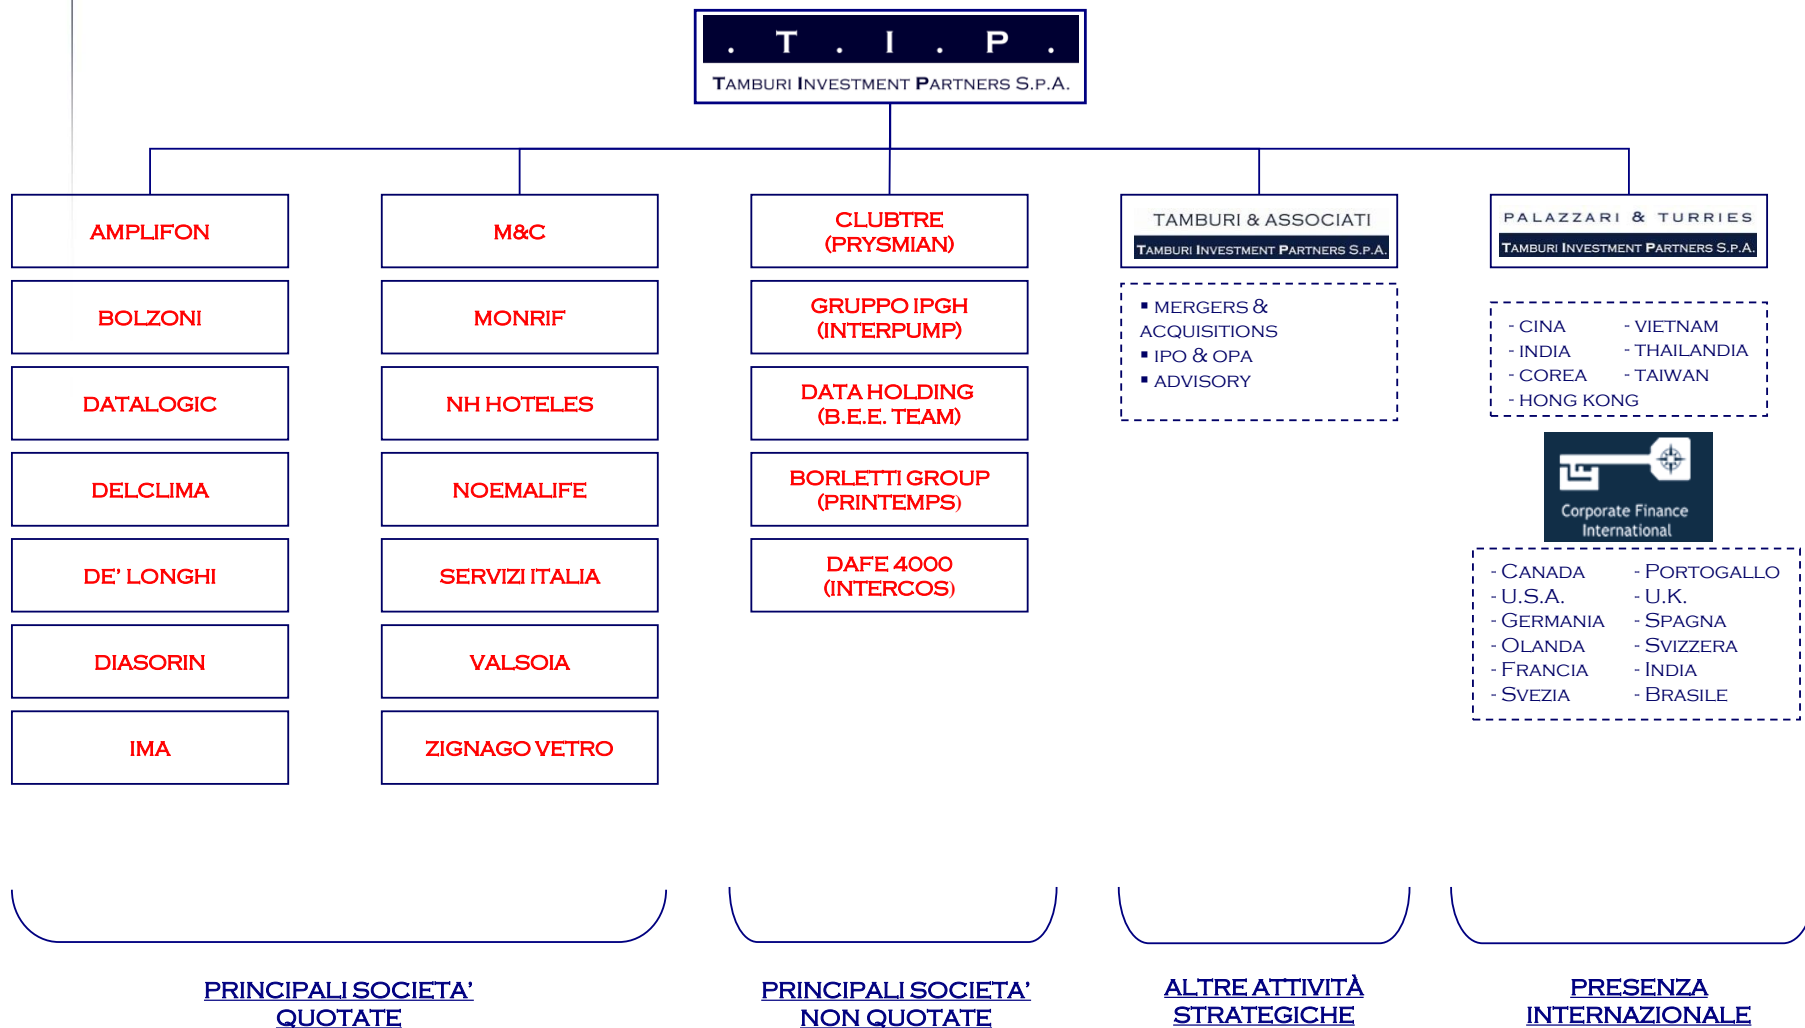 . T . I . P .
TAMBURI INVESTMENT PARTNERS S.P.A.
AMPLIFON
BOLZONI
DATALOGIC
DELCLIMA
DE’ LONGHI
DIASORIN
IMA
M&C
MONRIF
NH HOTELES
NOEMALIFE
SERVIZI ITALIA
VALSOIA
ZIGNAGO VETRO
CLUBTRE
(PRYSMIAN)
GRUPPO IPGH
(INTERPUMP)
DATA HOLDING
(B.E.E. TEAM)
BORLETTI GROUP
(PRINTEMPS)
DAFE 4000
(INTERCOS)
TAMBURI & ASSOCIATI
TAMBURI INVESTMENT PARTNERS S.P.A.
▪ MERGERS &
ACQUISITIONS
▪ IPO & OPA
▪ ADVISORY
PALAZZARI & TURRIES
TAMBURI INVESTMENT PARTNERS S.P.A.
- CINA - VIETNAM
- INDIA - THAILANDIA
- COREA - TAIWAN
- HONG KONG
Corporate Finance
International
- CANADA - PORTOGALLO
- U.S.A. - U.K.
- GERMANIA - SPAGNA
- OLANDA - SVIZZERA
- FRANCIA - INDIA
- SVEZIA - BRASILE
PRINCIPALI SOCIETA’
QUOTATE
PRINCIPALI SOCIETA’
NON QUOTATE
ALTRE ATTIVITÀ
STRATEGICHE
PRESENZA
INTERNAZIONALE